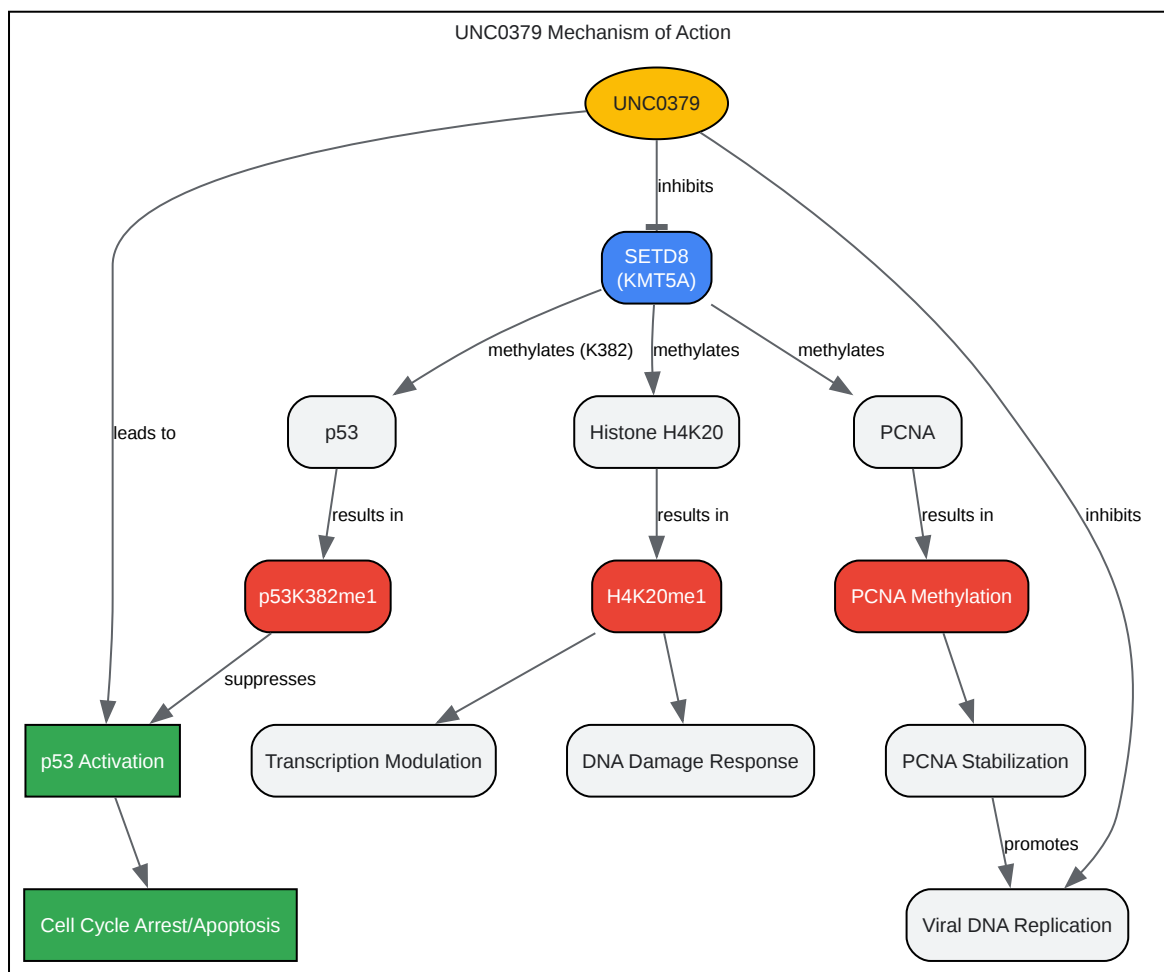 UNC0379 Mechanism of Action
UNC0379
inhibits
SETD8
(KMT5A)
methylates (K382)
methylates
methylates
p53
Histone H4K20
PCNA
leads to
results in
results in
results in
inhibits
p53K382me1
H4K20me1
PCNA Methylation
suppresses
p53 Activation
Transcription Modulation
DNA Damage Response
PCNA Stabilization
promotes
Cell Cycle Arrest/Apoptosis
Viral DNA Replication